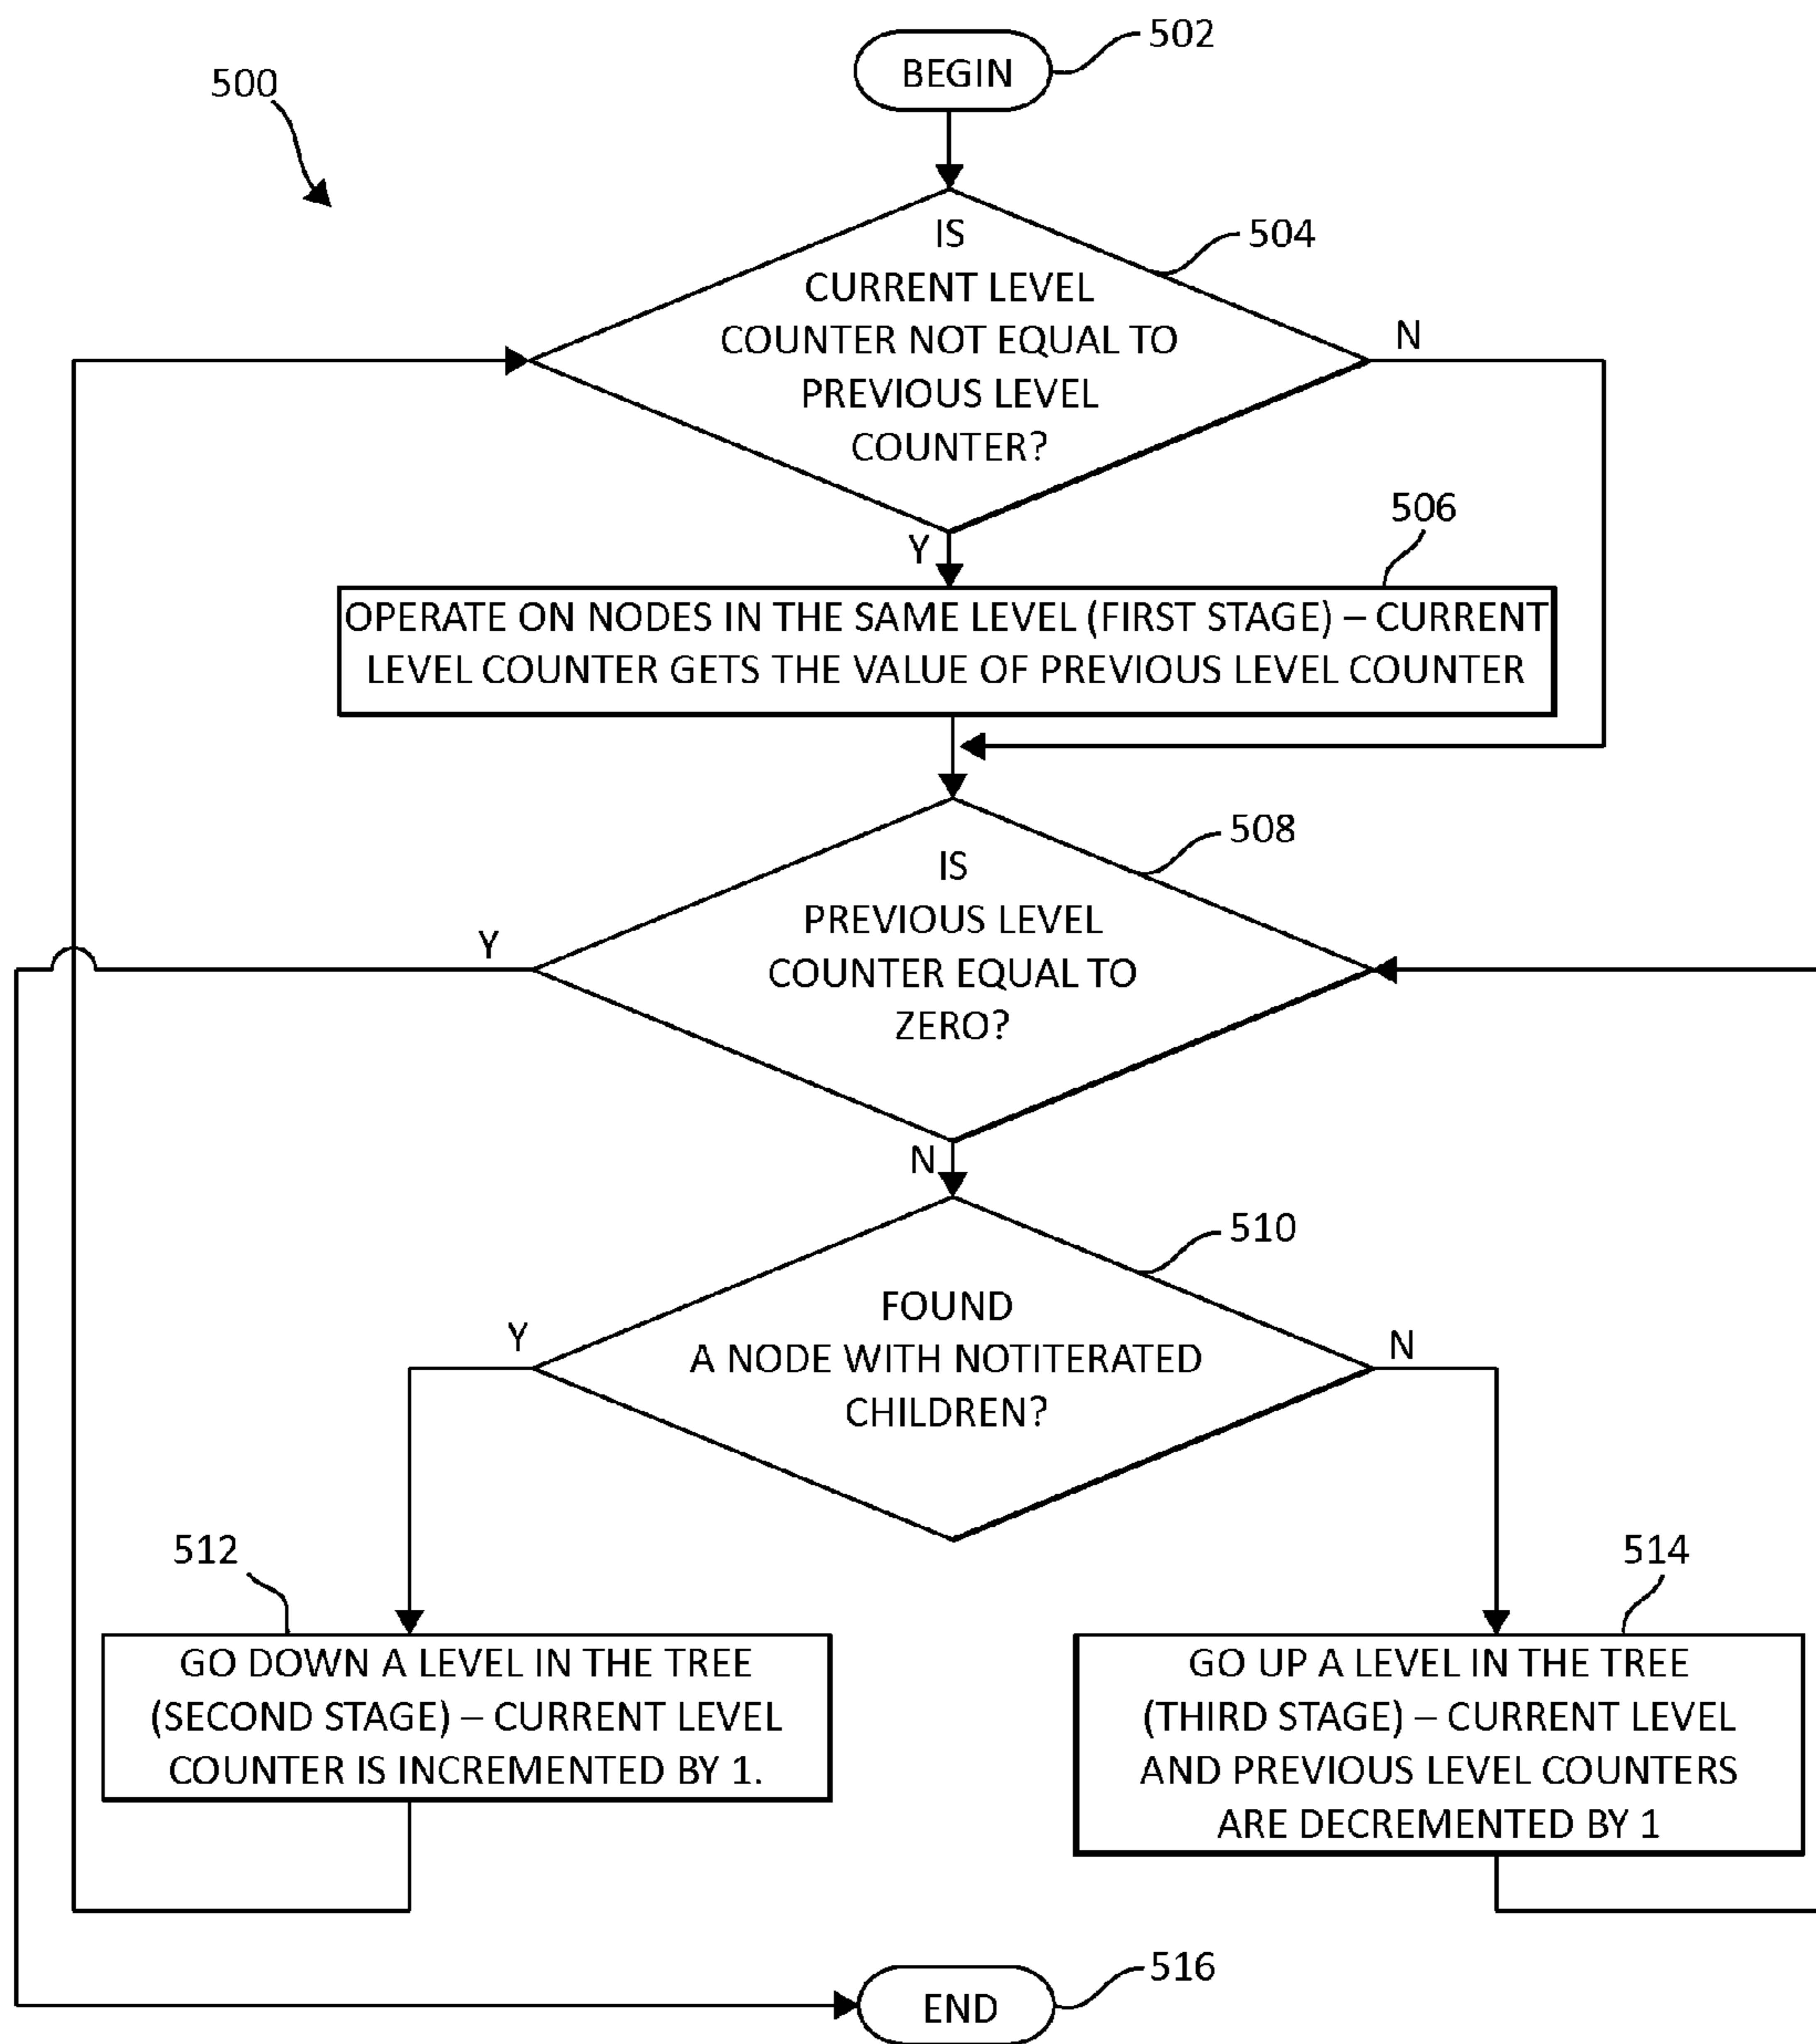 502
BEGIN
500
504
IS
CURRENT LEVEL
COUNTER NOT EQUAL TO
PREVIOUS LEVEL
COUNTER?
N
Y
506
OPERATE ON NODES IN THE SAME LEVEL (FIRST STAGE) – CURRENT
LEVEL COUNTER GETS THE VALUE OF PREVIOUS LEVEL COUNTER
508
IS
PREVIOUS LEVEL
COUNTER EQUAL TO
ZERO?
Y
N
510
FOUND
A NODE WITH NOTITERATED
CHILDREN?
Y
N
512
GO DOWN A LEVEL IN THE TREE
(SECOND STAGE) – CURRENT LEVEL
COUNTER IS INCREMENTED BY 1.
514
GO UP A LEVEL IN THE TREE
(THIRD STAGE) – CURRENT LEVEL
AND PREVIOUS LEVEL COUNTERS
ARE DECREMENTED BY 1
516
END